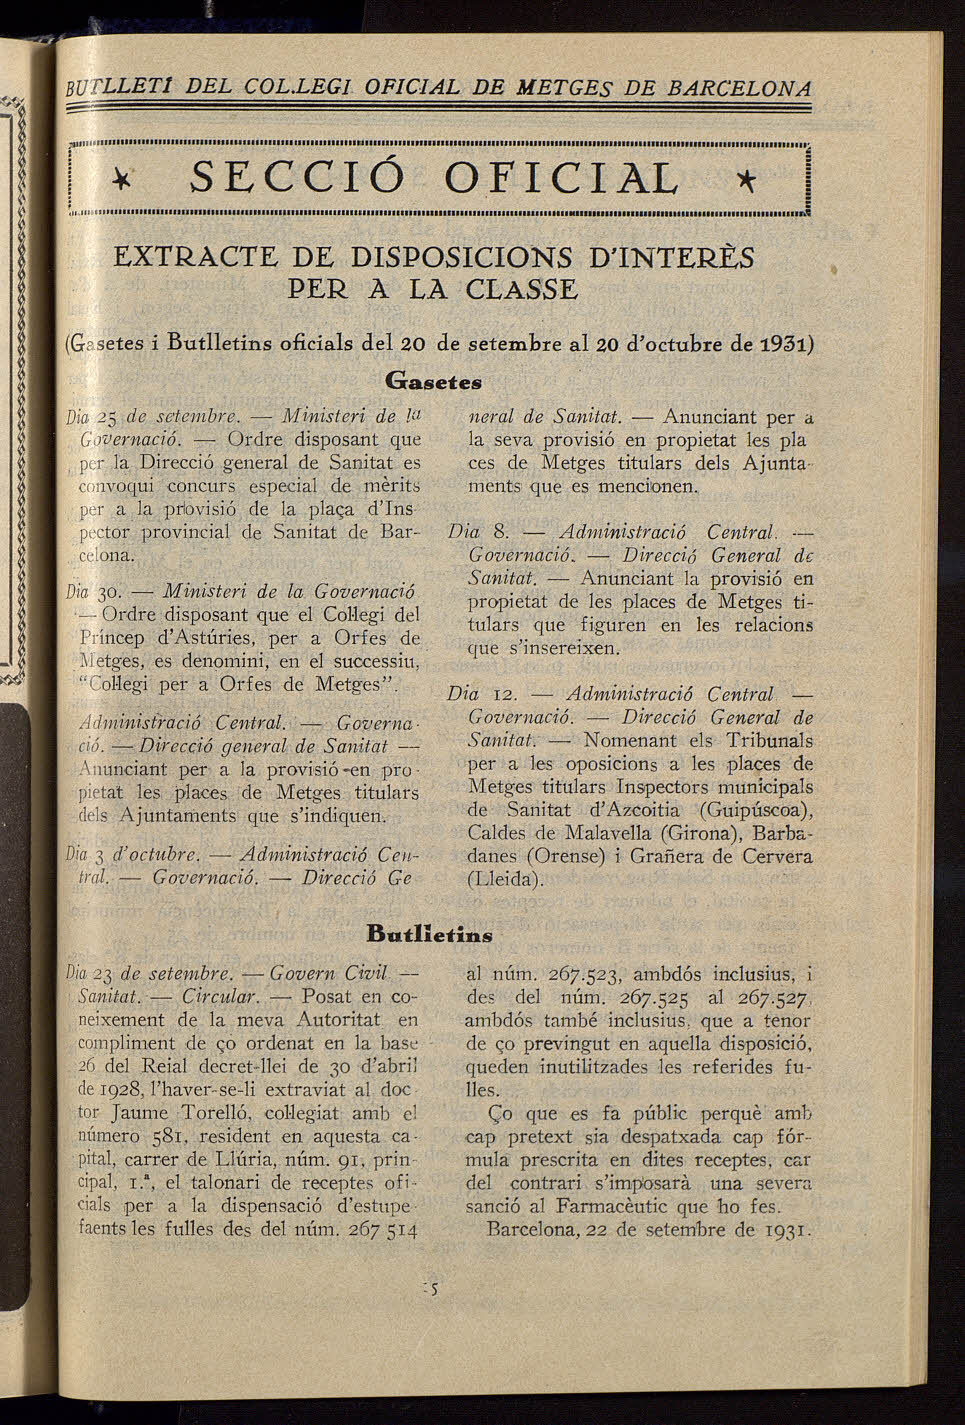 BUTLLETÍ DEL COL.LEGI OFICIAL DE METGES DE BARCELONA
SECCIÓ OFICIAL
EXTRACTE DE DISPOSICIONS D'INTERÈS
PER A LA CLASSE
(Gasetes i Butlletins oficials del 20 de setembre al 20 d'octubre de 1931)
Gasetes
Dia 25 de setembre. — Ministeri de la
Governació. — Ordre disposant que
per la Direcció general de Sanitat es
convoqui concurs especial de mèrits
per a la provisió de la plaça d'Ins
pector provincial de Sanitat de Bar-
celona.
Dia 30. — Ministeri de la Governació
— Ordre disposant que el Col·legi del
Príncep d'Astúries, per a Orfes de
Metges, es denomini, en el successiu,
“Col·legi per a Orfes de Metges”.
Administració Central. — Governa-
ció. — Direcció general de Sanitat —
Anunciant per a la provisió en pro-
pietat les places de Metges titulars
dels Ajuntaments que s'indiquen.
Dia 3 d'octubre. — Administració Cen-
tral. — Governació. — Direcció Ge
neral de Sanitat. — Anunciant per a
la seva provisió en propietat les pla
ces de Metges titulars dels Ajunta-
ments que es mencionen.
Dia 8. — Administració Central. —
Governació. — Direcció General de
Sanitat. — Anunciant la provisió en
propietat de les places de Metges ti-
tulars que figuren en les relacions
que s'insereixen.
Dia 12. — Administració Central —
Governació. — Direcció General de
Sanitat. — Nomenant els Tribunals
per a les oposicions a les places de
Metges titulars Inspectors municipals
de Sanitat d'Azcoitia (Guipúscoa),
Caldes de Malavella (Girona), Barba-
danes (Orense) i Grañera de Cervera
(Lleida).
Butlletins
Dia 23 de setembre. — Govern Civil —
Sanitat. — Circular. — Posat en co-
neixement de la meva Autoritat en
compliment de ço ordenat en la base
26 del Reial decret-llei de 30 d'abril
de 1928, l'haver-se-li extraviat al doc-
tor Jaume Torelló, col·legiat amb el
número 581, resident en aquesta ca-
pital, carrer de Llúria, núm. 91, prin-
cipal, 1.ª, el talonari de receptes ofi-
cials per a la dispensació d'estupe-
faents les fulles des del núm. 267 514
al núm. 267.523, ambdós inclusius, i
des del núm. 267.525 al 267.527,
ambdós també inclusius, que a tenor
de ço previngut en aquella disposició,
queden inutilitzades les referides fu-
lles.
Ço que es fa públic perquè amb
cap pretext sia despatxada cap fór-
mula prescrita en dites receptes, car
del contrari s'imposarà una severa
sanció al Farmacèutic que ho fes.
Barcelona, 22 de setembre de 1931.
5